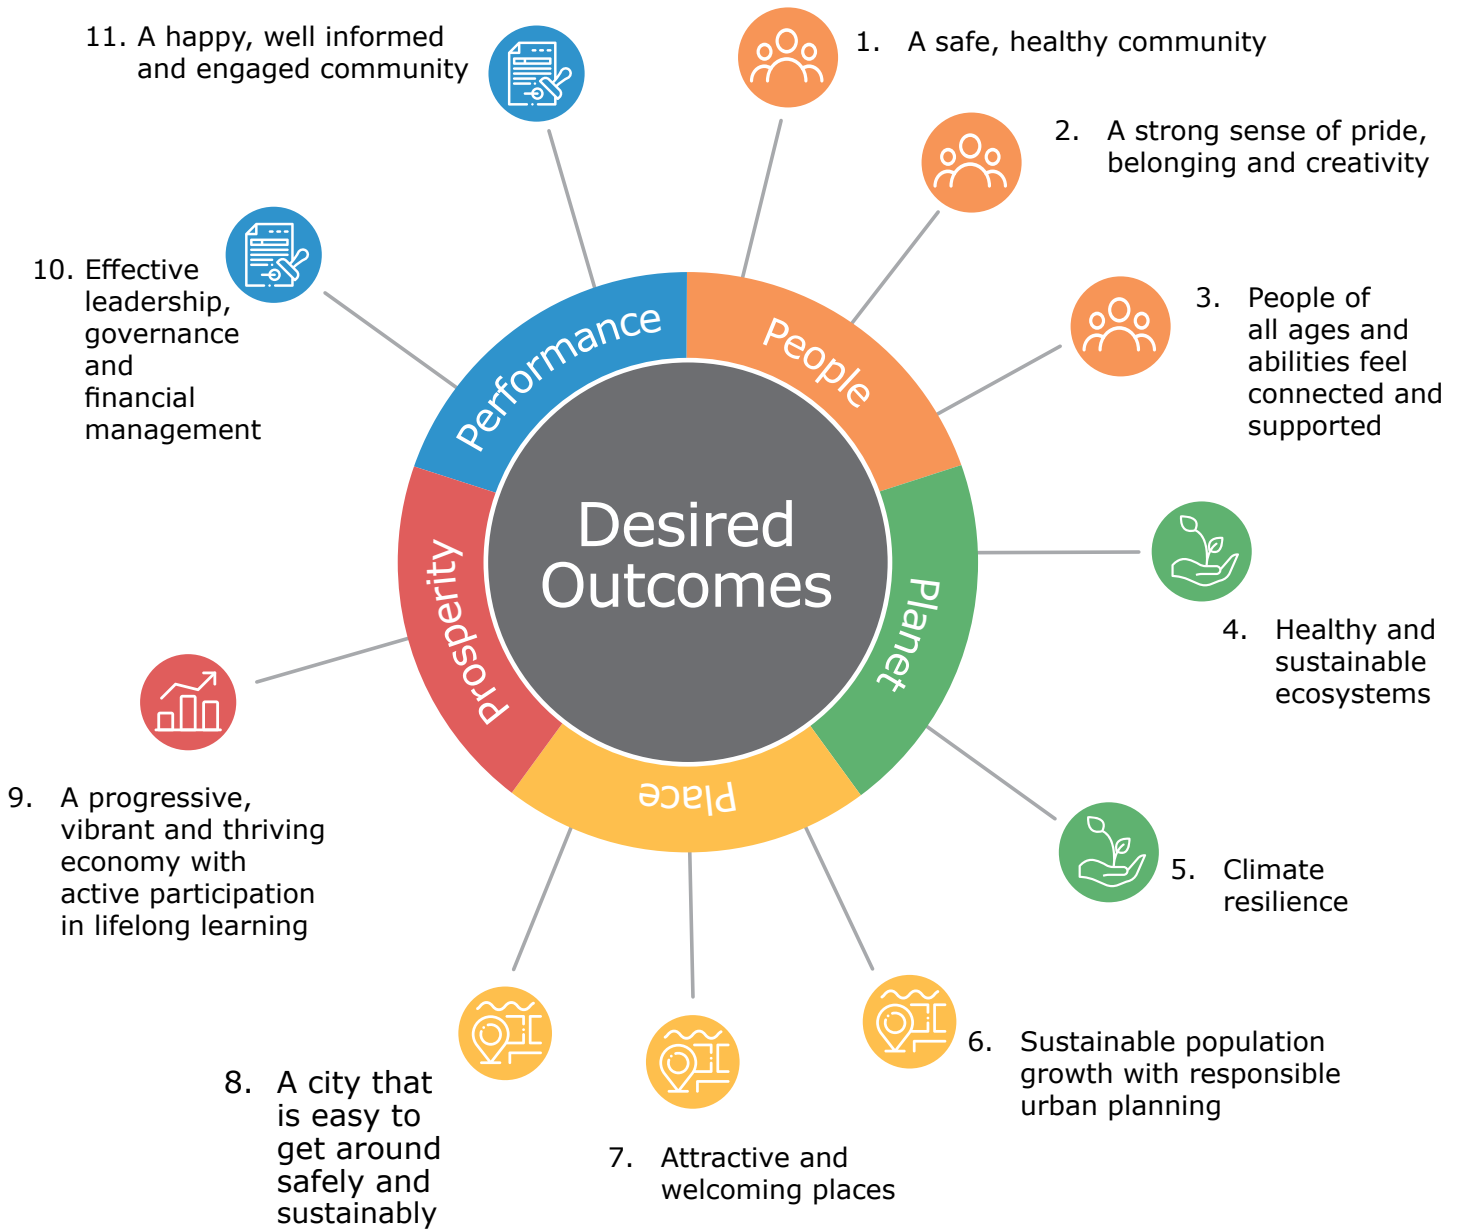 Desired
Outcomes
People
Planet
Place
Prosperity
Performance
1. A safe, healthy community
2. A strong sense of pride,
belonging and creativity
3. People of
all ages and
abilities feel
connected and
supported
4. Healthy and
sustainable
ecosystems
5. Climate
resilience
6. Sustainable population
growth with responsible
urban planning
7. Attractive and
welcoming places
8. A city that
is easy to
get around
safely and
sustainably
9. A progressive,
vibrant and thriving
economy with
active participation
in lifelong learning
10. Effective
leadership,
governance
and
financial
management
11. A happy, well informed
and engaged community